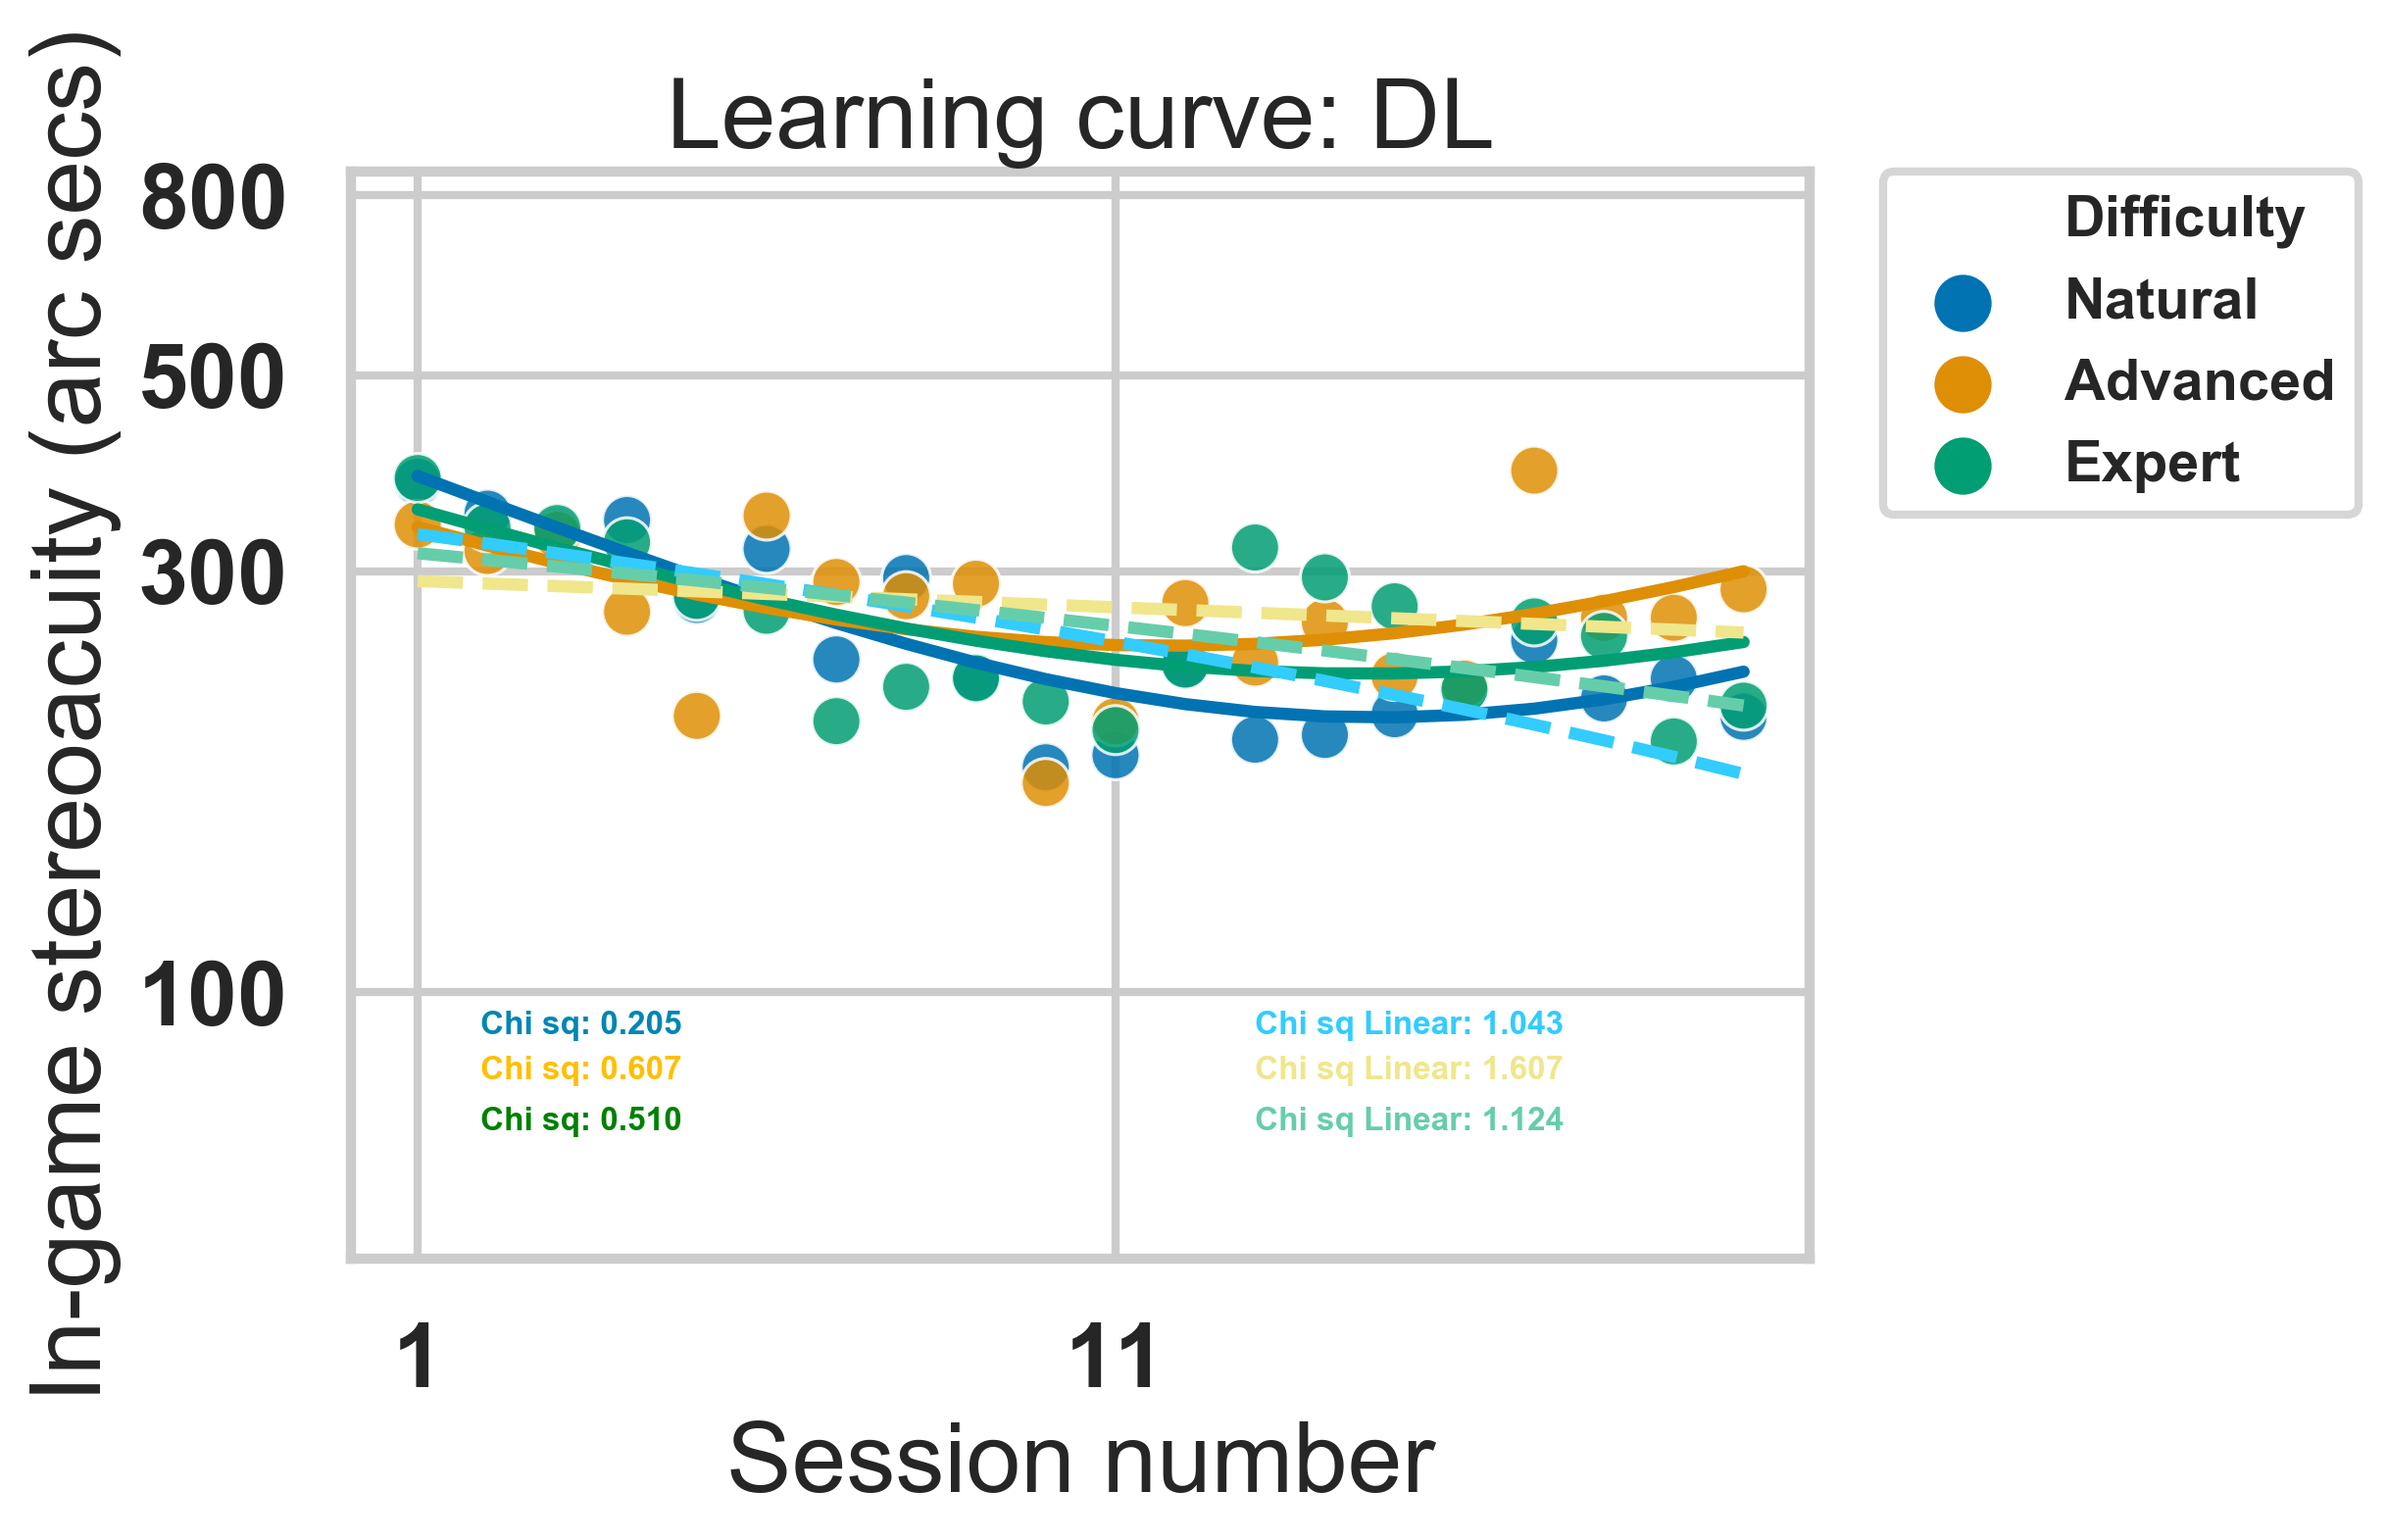 Learning curve: DL
In-game stereoacuity (arc secs)
800
500
300
100
Difficulty
Natural
Advanced
Expert
Chi sq: 0.205
Chi sq: 0.607
Chi sq: 0.510
Chi sq Linear: 1.043
Chi sq Linear: 1.607
Chi sq Linear: 1.124
1
11
Session number